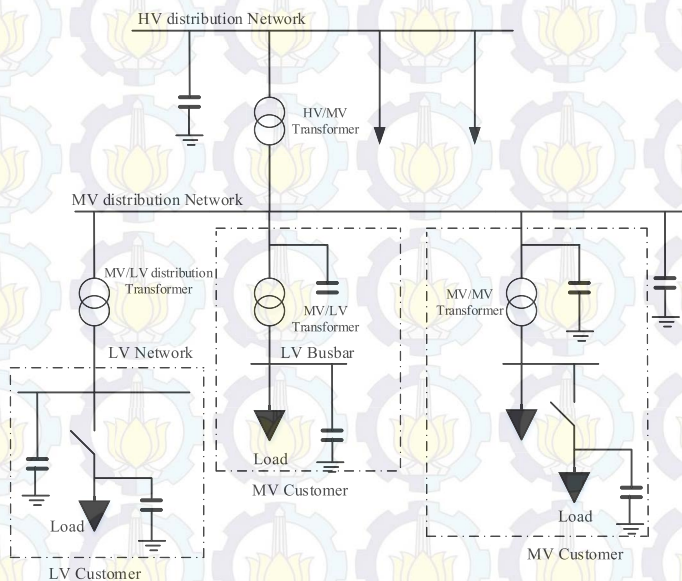 HV distribution Network
HV/MV
Transformer
MV distribution Network
MV/LV distribution
Transformer
MV/LV
Transformer
MV/MV
Transformer
LV Network
LV Busbar
Load
Load
Load
MV Customer
MV Customer
LV Customer